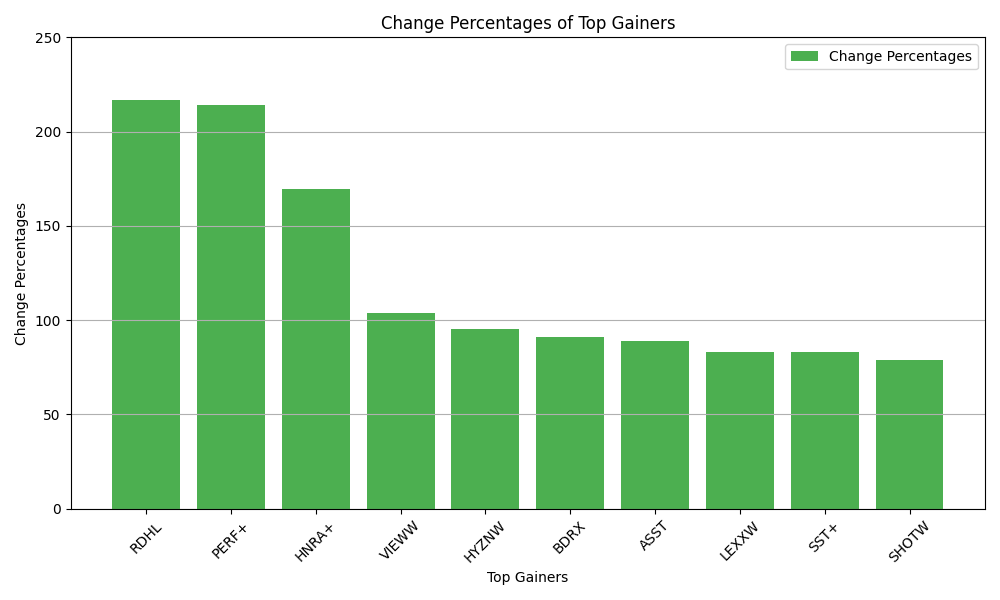 Change Percentages of Top Gainers
Change Percentages
250
200
150
100
50
0
Change Percentages
RDHL
PERF+
HNRA+
VIEWW
HYZNW
BDRX
ASST
LEXXW
SST+
SHOTW
Top Gainers